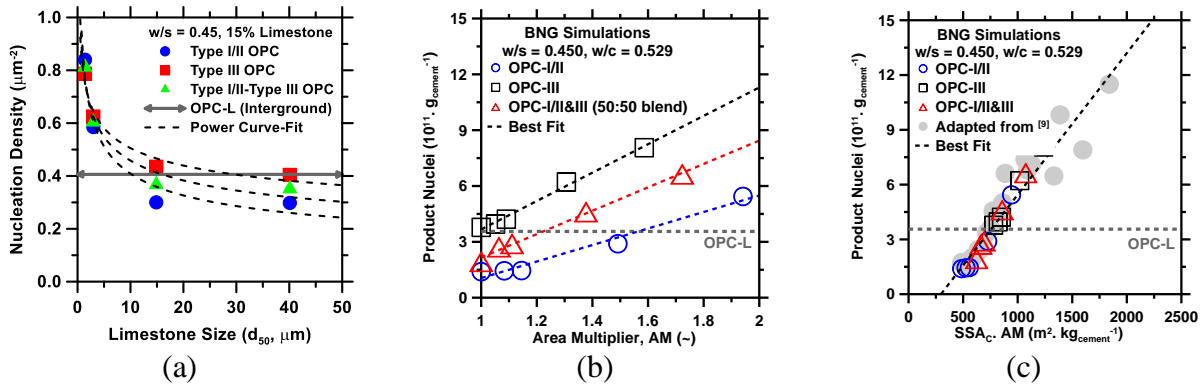 (a)
Nucleation Density (μm⁻²)
1.0
0.8
0.6
0.4
0.2
0.0
w/s = 0.45, 15% Limestone
Type I/II OPC
Type III OPC
Type I/II-Type III OPC
OPC-L (Interground)
Power Curve-Fit
0 10 20 30 40 50
Limestone Size (d₅₀, μm)
(a)
(b)
Product Nuclei (10¹¹. g_cement⁻¹)
15
12
9
6
3
0
BNG Simulations
w/s = 0.450, w/c = 0.529
OPC-I/II
OPC-III
OPC-I/II&III (50:50 blend)
Best Fit
OPC-L
1 1.2 1.4 1.6 1.8 2
Area Multiplier, AM (~)
(b)
(c)
Product Nuclei (10¹¹. g_cement⁻¹)
15
12
9
6
3
0
BNG Simulations
w/s = 0.450, w/c = 0.529
OPC-I/II
OPC-III
OPC-I/II&III
Adapted from [9]
Best Fit
OPC-L
0 500 1000 1500 2000 2500
SSA_C. AM (m². kg_cement⁻¹)
(c)